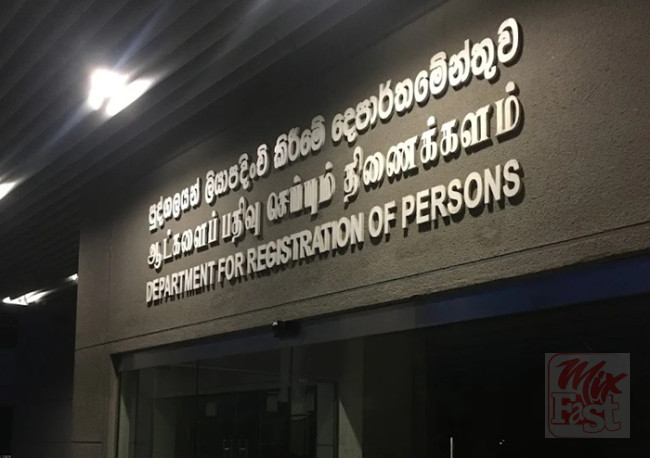 පුද්ගලයන් ලියාපදිංචි කිරීමේ දෙපාර්තමේන්තුව
ஆட்களைப் பதிவு செய்யும் திணைக்களம்
DEPARTMENT FOR REGISTRATION OF PERSONS
Mix
Fast